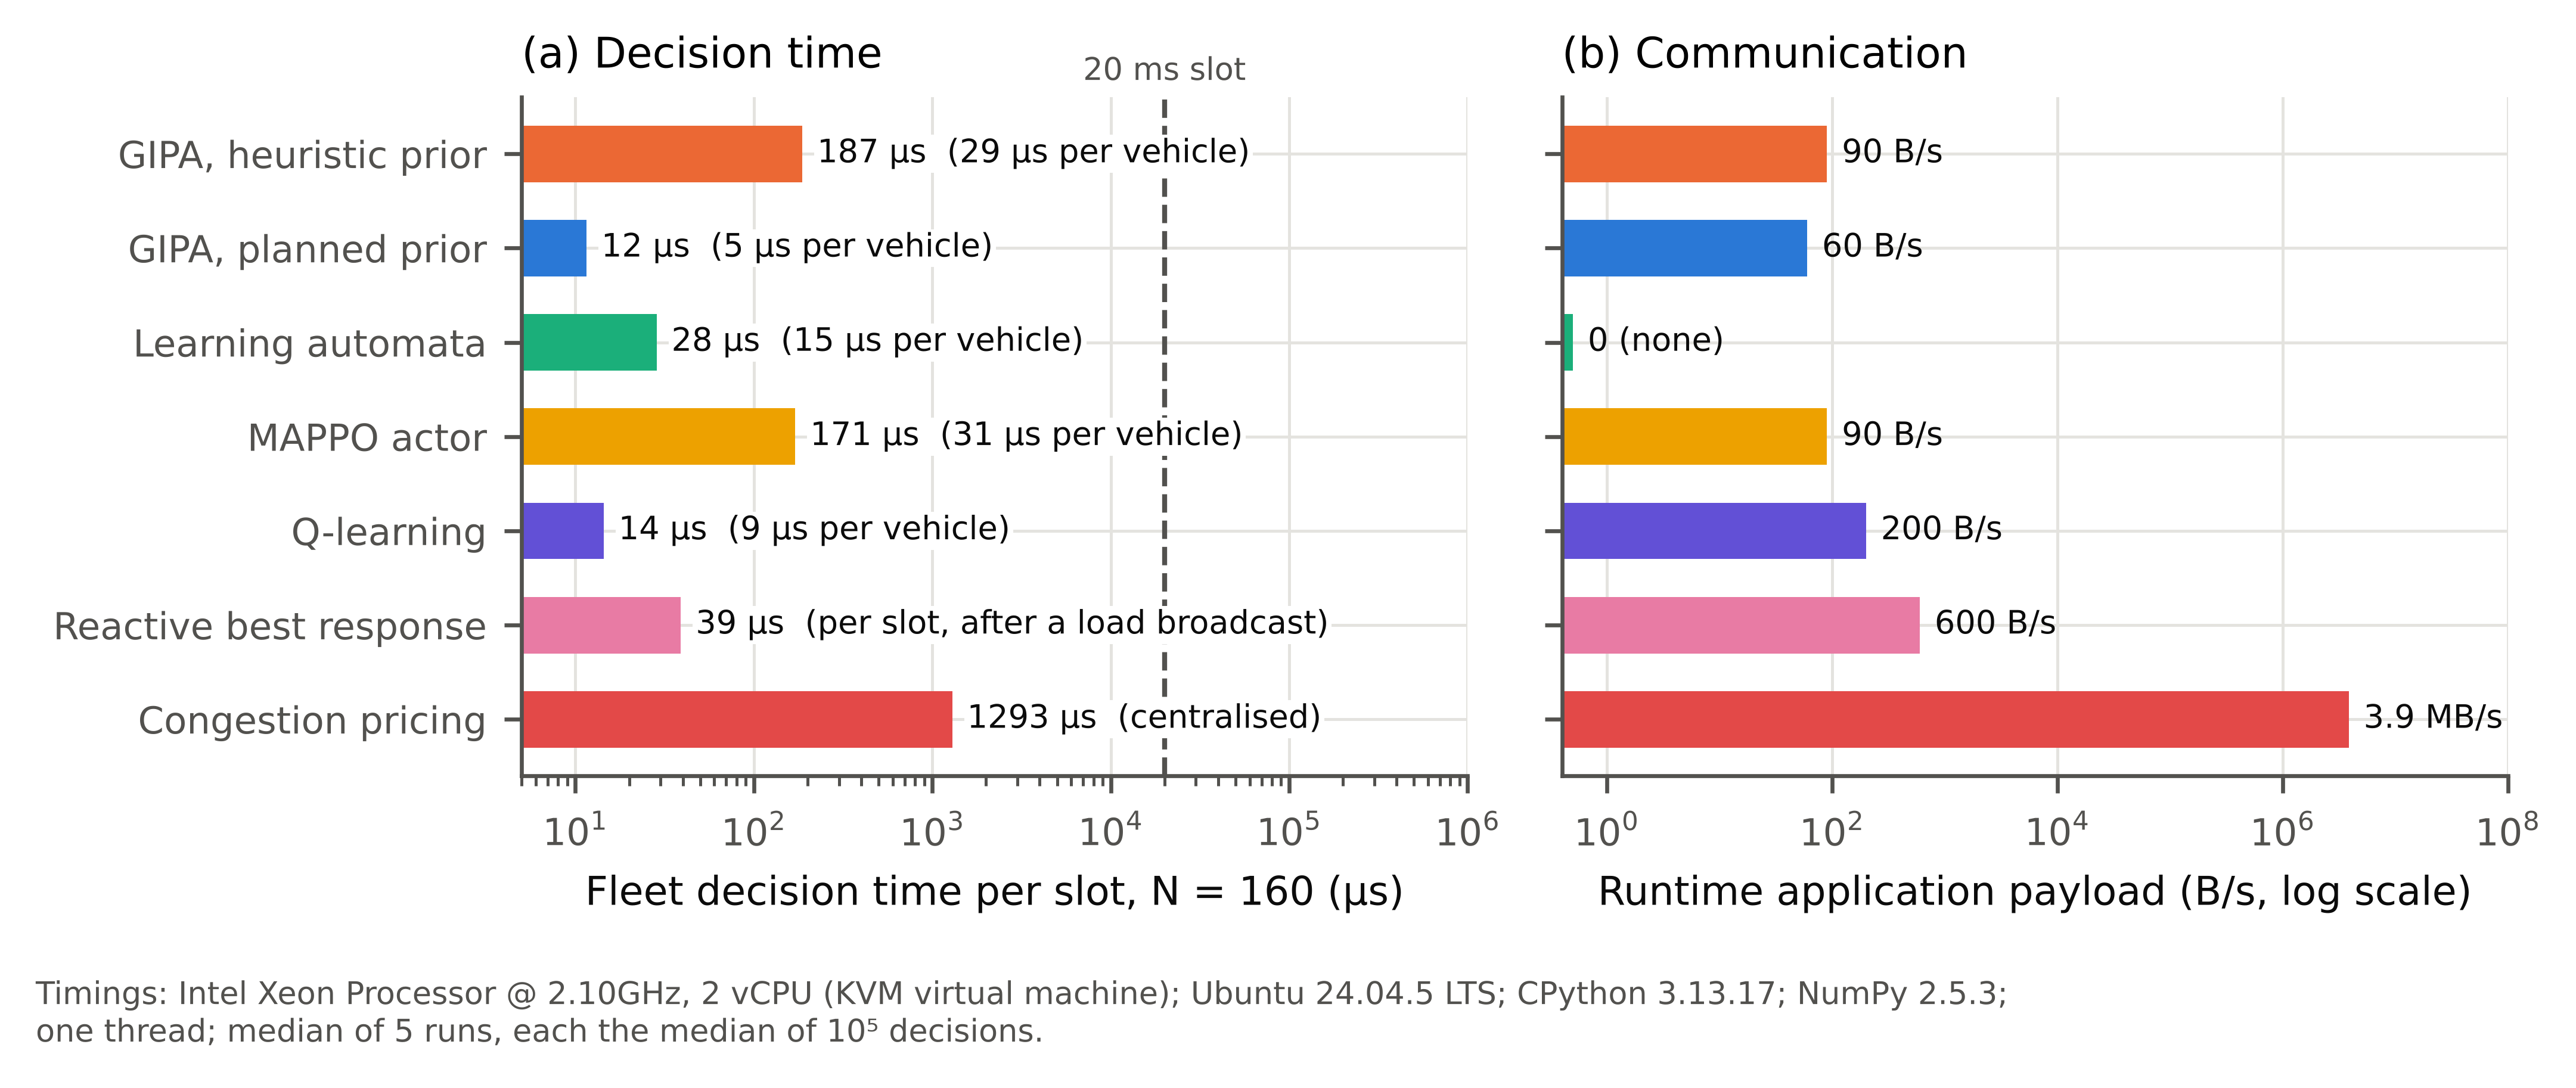 (a) Decision time
20 ms slot
GIPA, heuristic prior
187 µs (29 µs per vehicle)
GIPA, planned prior
12 µs (5 µs per vehicle)
Learning automata
28 µs (15 µs per vehicle)
MAPPO actor
171 µs (31 µs per vehicle)
Q-learning
14 µs (9 µs per vehicle)
Reactive best response
39 µs (per slot, after a load broadcast)
Congestion pricing
1293 µs (centralised)
10¹ 10² 10³ 10⁴ 10⁵ 10⁶
Fleet decision time per slot, N = 160 (µs)
(b) Communication
90 B/s
60 B/s
0 (none)
90 B/s
200 B/s
600 B/s
3.9 MB/s
10⁰ 10² 10⁴ 10⁶ 10⁸
Runtime application payload (B/s, log scale)
Timings: Intel Xeon Processor @ 2.10GHz, 2 vCPU (KVM virtual machine); Ubuntu 24.04.5 LTS; CPython 3.13.17; NumPy 2.5.3;
one thread; median of 5 runs, each the median of 10⁵ decisions.